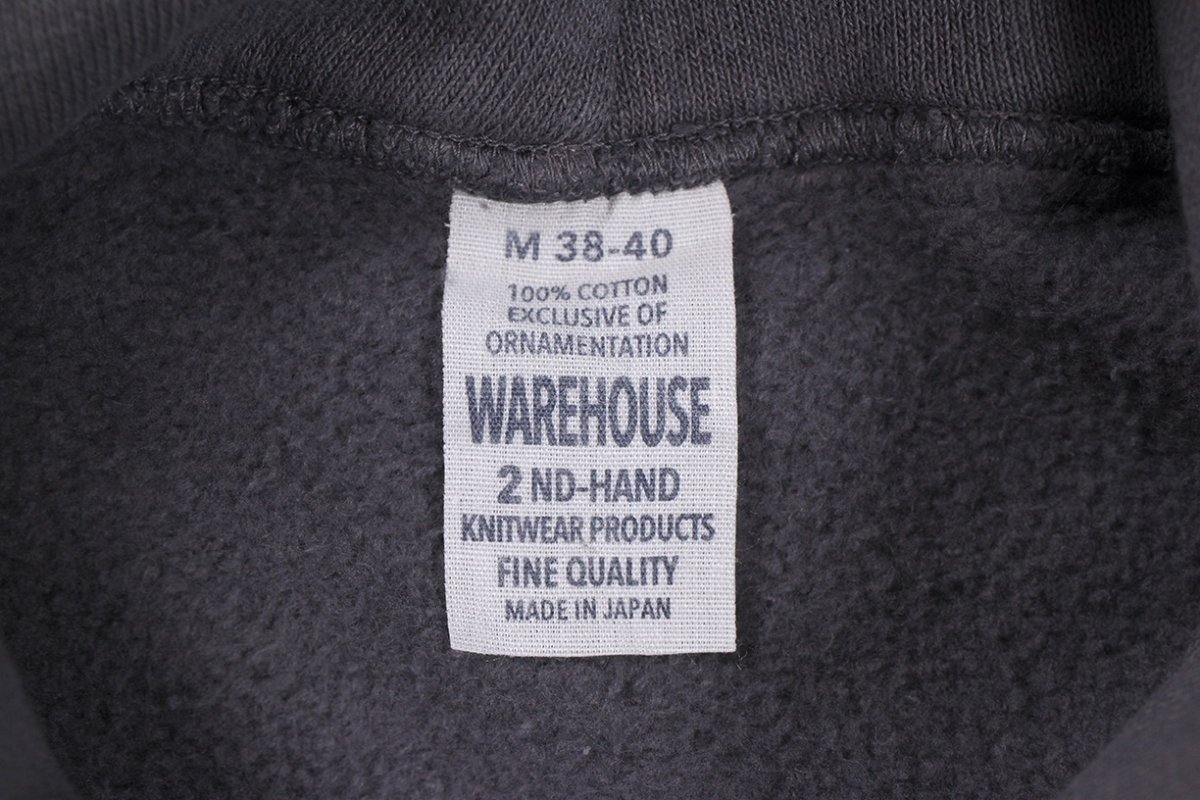 M 38-40
100% COTTON
EXCLUSIVE OF
ORNAMENTATION
WAREHOUSE
2 ND-HAND
KNITWEAR PRODUCTS
FINE QUALITY
MADE IN JAPAN